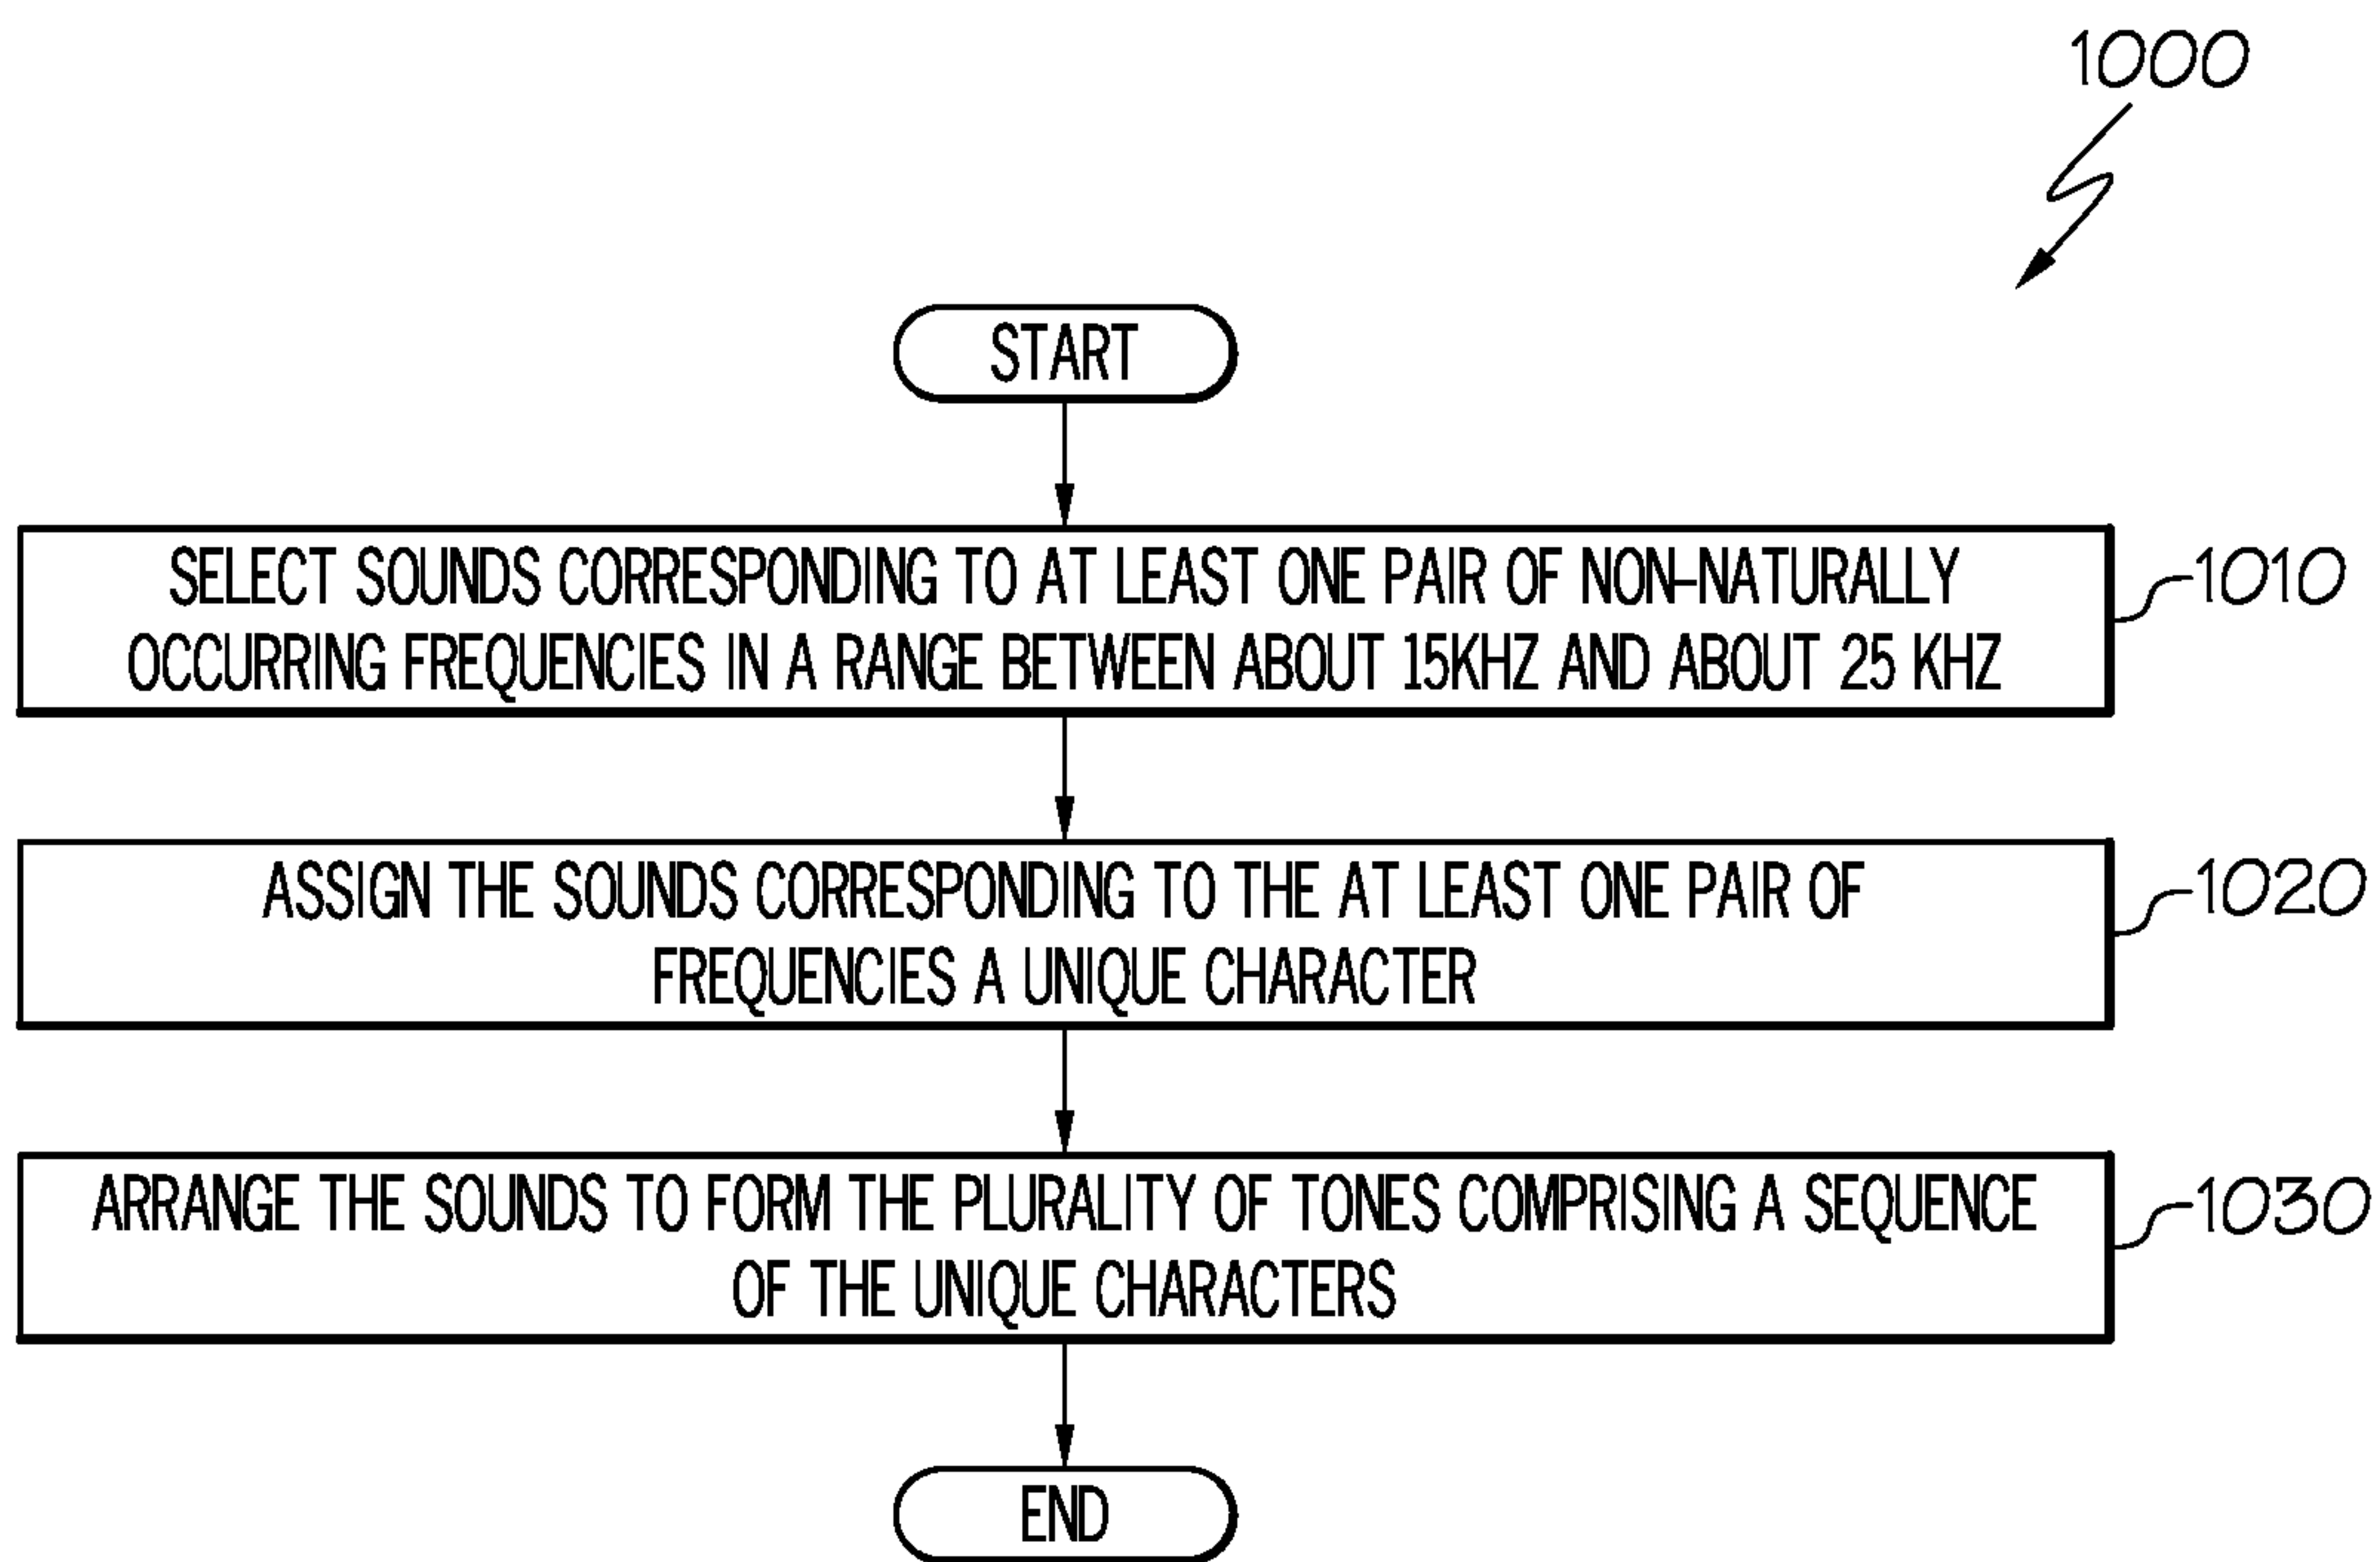 1000
START
SELECT SOUNDS CORRESPONDING TO AT LEAST ONE PAIR OF NON-NATURALLY
OCCURRING FREQUENCIES IN A RANGE BETWEEN ABOUT 15KHZ AND ABOUT 25 KHZ
1010
ASSIGN THE SOUNDS CORRESPONDING TO THE AT LEAST ONE PAIR OF
FREQUENCIES A UNIQUE CHARACTER
1020
ARRANGE THE SOUNDS TO FORM THE PLURALITY OF TONES COMPRISING A SEQUENCE
OF THE UNIQUE CHARACTERS
1030
END